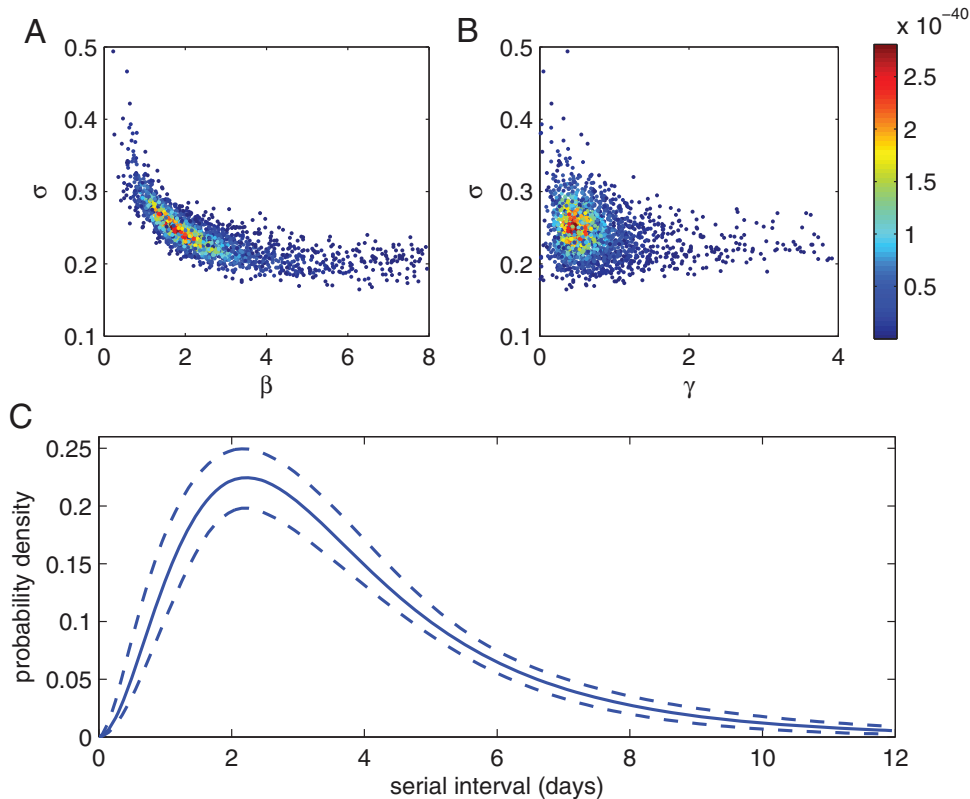 A
B
x 10⁻⁴⁰
0.5
0.4
0.3
0.2
0.1
σ
0 2 4 6 8
β
0.5
0.4
0.3
0.2
0.1
σ
0 2 4
γ
2.5
2
1.5
1
0.5
C
0.25
0.2
0.15
0.1
0.05
0
probability density
0 2 4 6 8 10 12
serial interval (days)